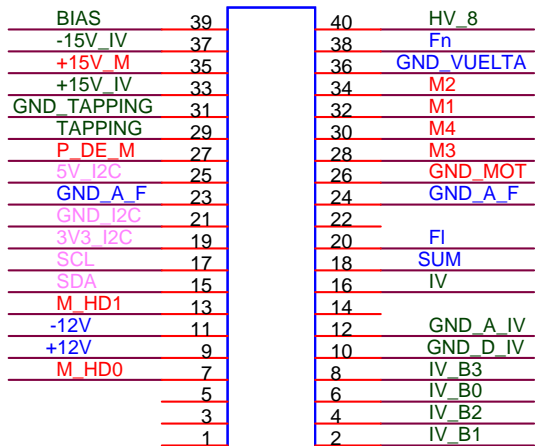 BIAS 39 40 HV_8
-15V_IV 37 38 Fn
+15V_M 35 36 GND_VUELTA
+15V_IV 33 34 M2
GND_TAPPING 31 32 M1
TAPPING 29 30 M4
P_DE_M 27 28 M3
5V_I2C 25 26 GND_MOT
GND_A_F 23 24 GND_A_F
GND_I2C 21 22
3V3_I2C 19 20 FI
SCL 17 18 SUM
SDA 15 16 IV
M_HD1 13 14
-12V 11 12 GND_A_IV
+12V 9 10 GND_D_IV
M_HD0 7 8 IV_B3
5 6 IV_B0
3 4 IV_B2
1 2 IV_B1